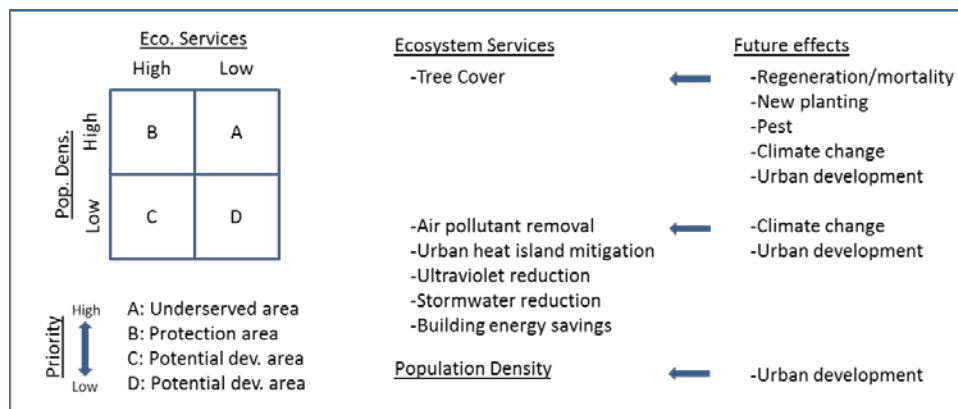 Eco. Services
High Low
Pop. Dens.
High
Low
B A
C D
Priority
High
Low
A: Underserved area
B: Protection area
C: Potential dev. area
D: Potential dev. area
Ecosystem Services
-Tree Cover
-Air pollutant removal
-Urban heat island mitigation
-Ultraviolet reduction
-Stormwater reduction
-Building energy savings
Population Density
Future effects
-Regeneration/mortality
-New planting
-Pest
-Climate change
-Urban development
-Climate change
-Urban development
-Urban development